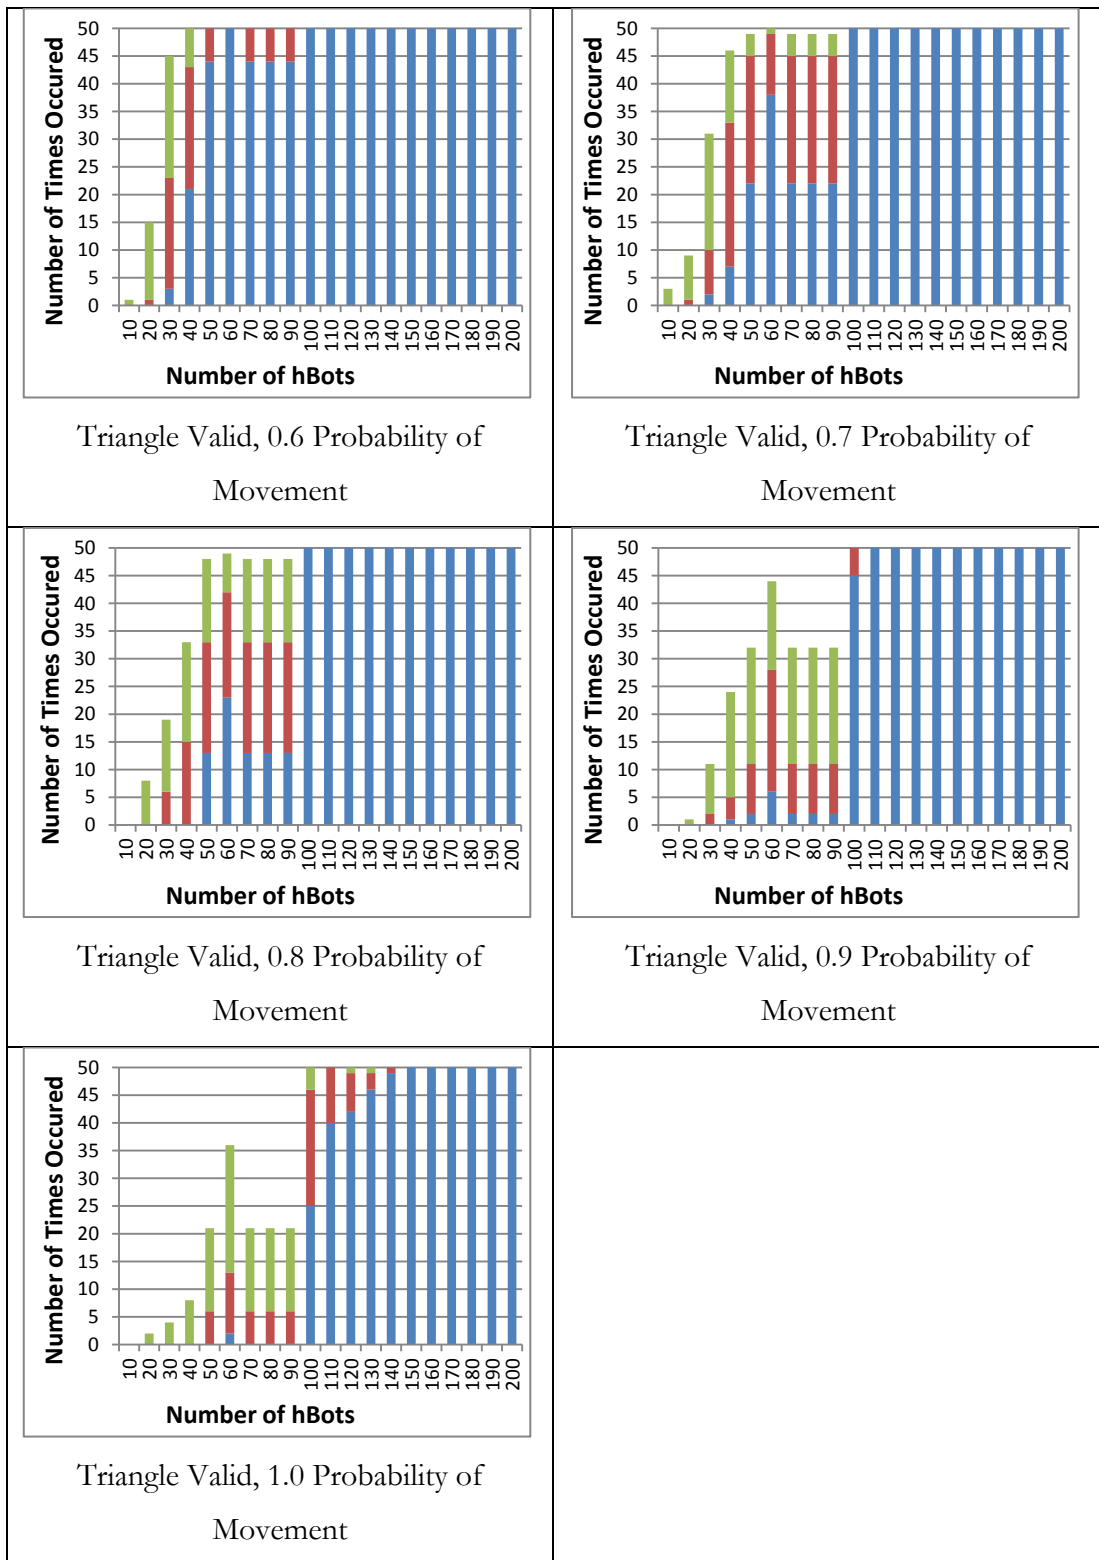 50
45
40
35
30
25
20
15
10
5
0
Number of Times Occured
10 20 30 40 50 60 70 80 90 100 110 120 130 140 150 160 170 180 190 200
Number of hBots
Triangle Valid, 0.6 Probability of
Movement
50
45
40
35
30
25
20
15
10
5
0
Number of Times Occured
10 20 30 40 50 60 70 80 90 100 110 120 130 140 150 160 170 180 190 200
Number of hBots
Triangle Valid, 0.7 Probability of
Movement
50
45
40
35
30
25
20
15
10
5
0
Number of Times Occured
10 20 30 40 50 60 70 80 90 100 110 120 130 140 150 160 170 180 190 200
Number of hBots
Triangle Valid, 0.8 Probability of
Movement
50
45
40
35
30
25
20
15
10
5
0
Number of Times Occured
10 20 30 40 50 60 70 80 90 100 110 120 130 140 150 160 170 180 190 200
Number of hBots
Triangle Valid, 0.9 Probability of
Movement
50
45
40
35
30
25
20
15
10
5
0
Number of Times Occured
10 20 30 40 50 60 70 80 90 100 110 120 130 140 150 160 170 180 190 200
Number of hBots
Triangle Valid, 1.0 Probability of
Movement